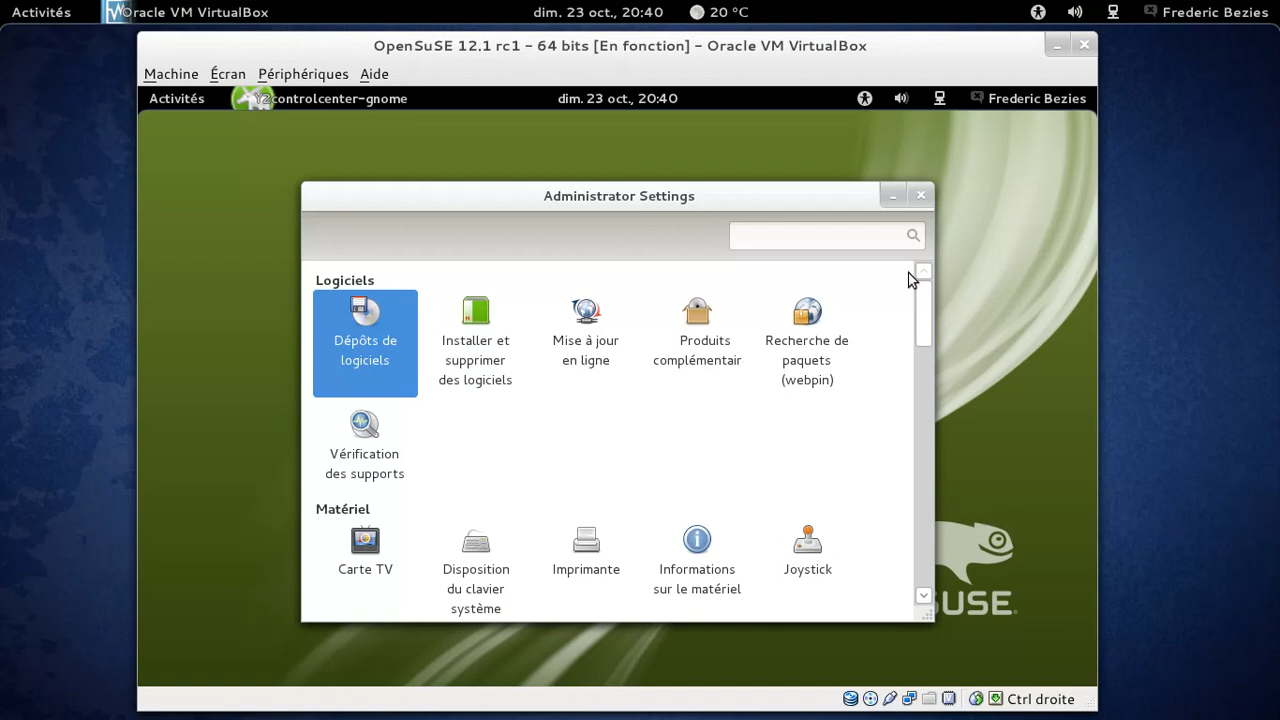 Activités Oracle VM VirtualBox dim. 23 oct., 20:40 20 °C Frederic Bezies
OpenSuSE 12.1 rc1 – 64 bits [En fonction] – Oracle VM VirtualBox
Machine Écran Périphériques Aide
Activités Y2controlcenter-gnome dim. 23 oct., 20:40 Frederic Bezies
Administrator Settings
Logiciels
Dépôts de
logiciels
Installer et
supprimer
des logiciels
Mise à jour
en ligne
Produits
complémentair
Recherche de
paquets
(webpin)
Vérification
des supports
Matériel
Carte TV
Disposition
du clavier
système
Imprimante
Informations
sur le matériel
Joystick
SUSE
Ctrl droite